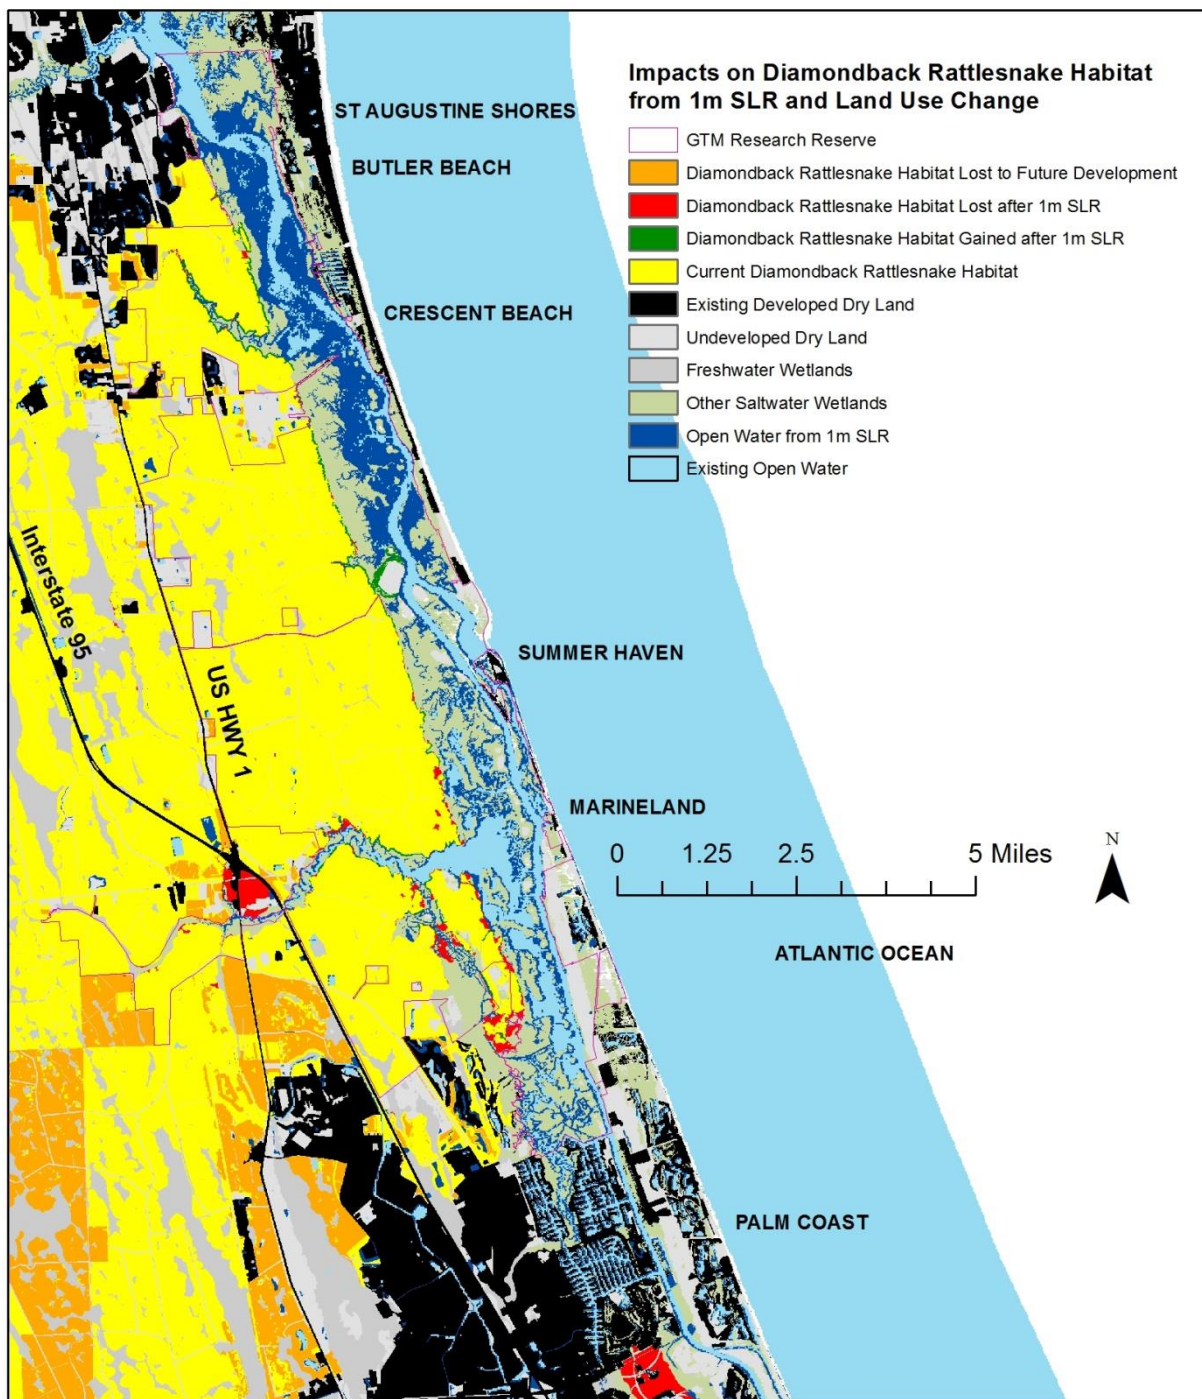 Impacts on Diamondback Rattlesnake Habitat
from 1m SLR and Land Use Change
GTM Research Reserve
Diamondback Rattlesnake Habitat Lost to Future Development
Diamondback Rattlesnake Habitat Lost after 1m SLR
Diamondback Rattlesnake Habitat Gained after 1m SLR
Current Diamondback Rattlesnake Habitat
Existing Developed Dry Land
Undeveloped Dry Land
Freshwater Wetlands
Other Saltwater Wetlands
Open Water from 1m SLR
Existing Open Water
ST AUGUSTINE SHORES
BUTLER BEACH
CRESCENT BEACH
Interstate 95
US HWY 1
SUMMER HAVEN
MARINELAND
0 1.25 2.5 5 Miles
N
ATLANTIC OCEAN
PALM COAST